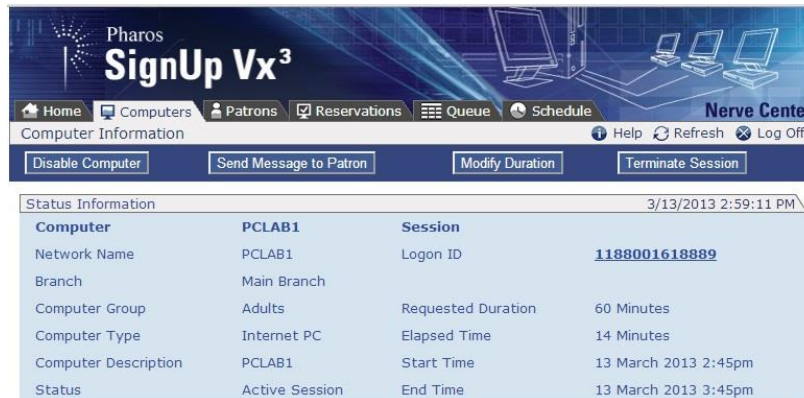 Pharos
SignUp Vx³
Home Computers Patrons Reservations Queue Schedule Nerve Cente
Computer Information Help Refresh Log Off
Disable Computer Send Message to Patron Modify Duration Terminate Session
Status Information 3/13/2013 2:59:11 PM
Computer PCLAB1 Session
Network Name PCLAB1 Logon ID 1188001618889
Branch Main Branch
Computer Group Adults Requested Duration 60 Minutes
Computer Type Internet PC Elapsed Time 14 Minutes
Computer Description PCLAB1 Start Time 13 March 2013 2:45pm
Status Active Session End Time 13 March 2013 3:45pm